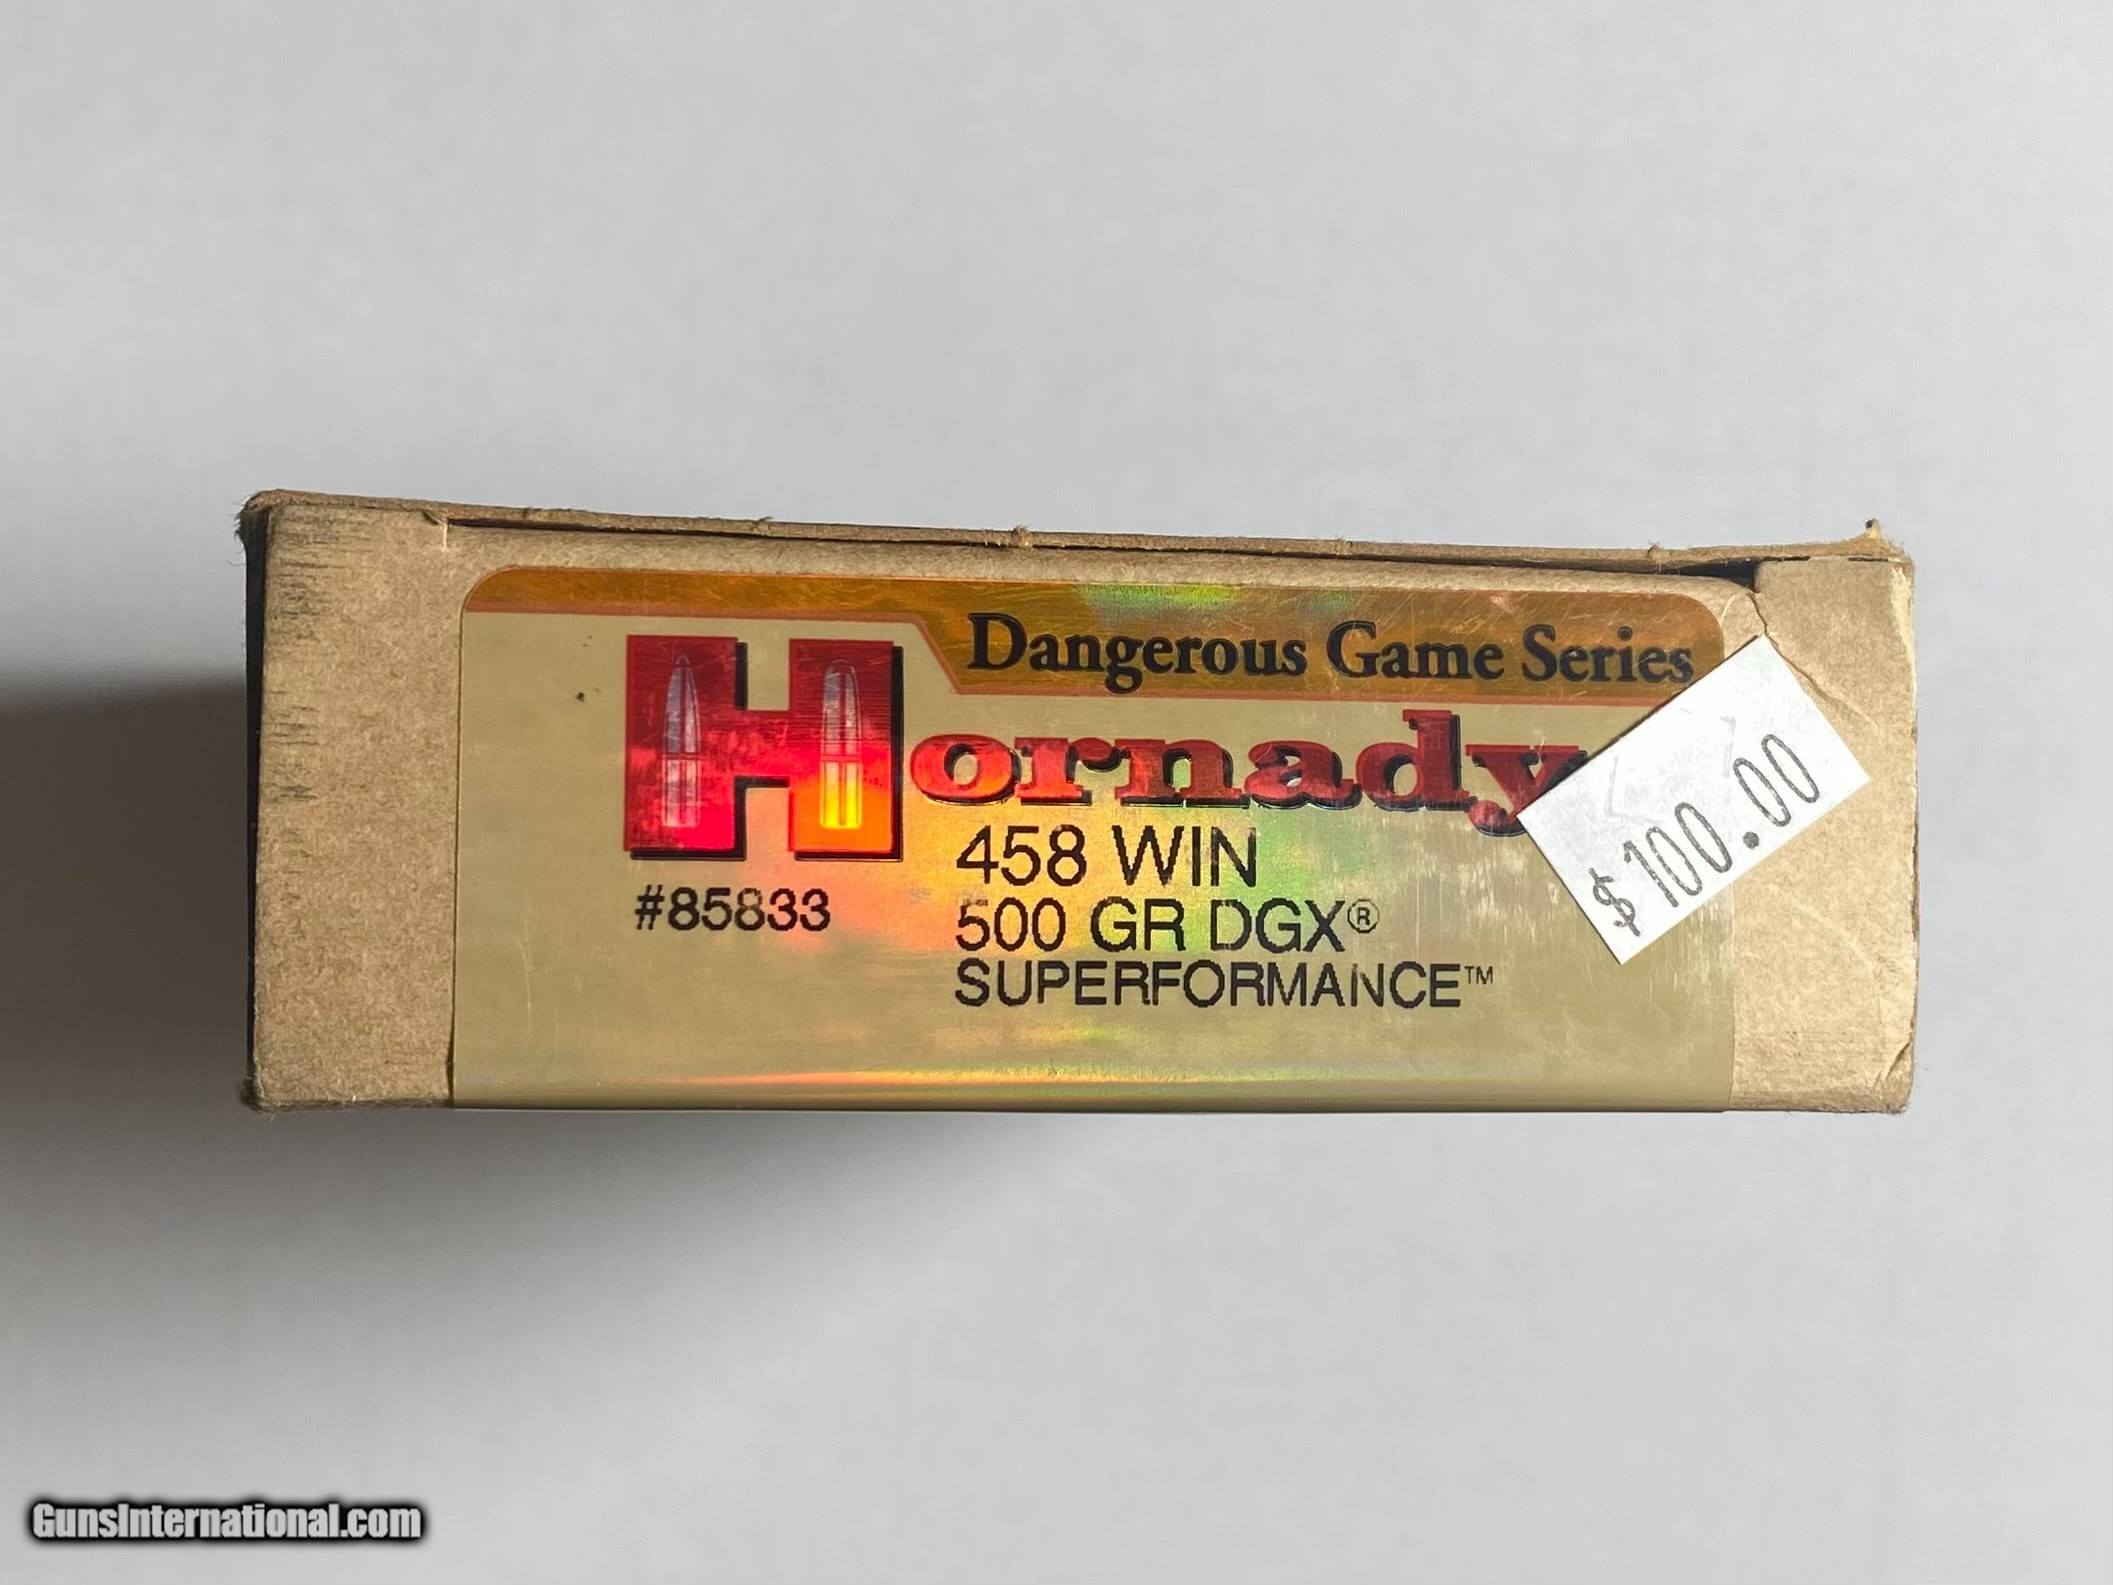 Dangerous Game Series
Hornady
$100.00
458 WIN
#85833
500 GR DGX®
SUPERFORMANCE™
GunsInternational.com